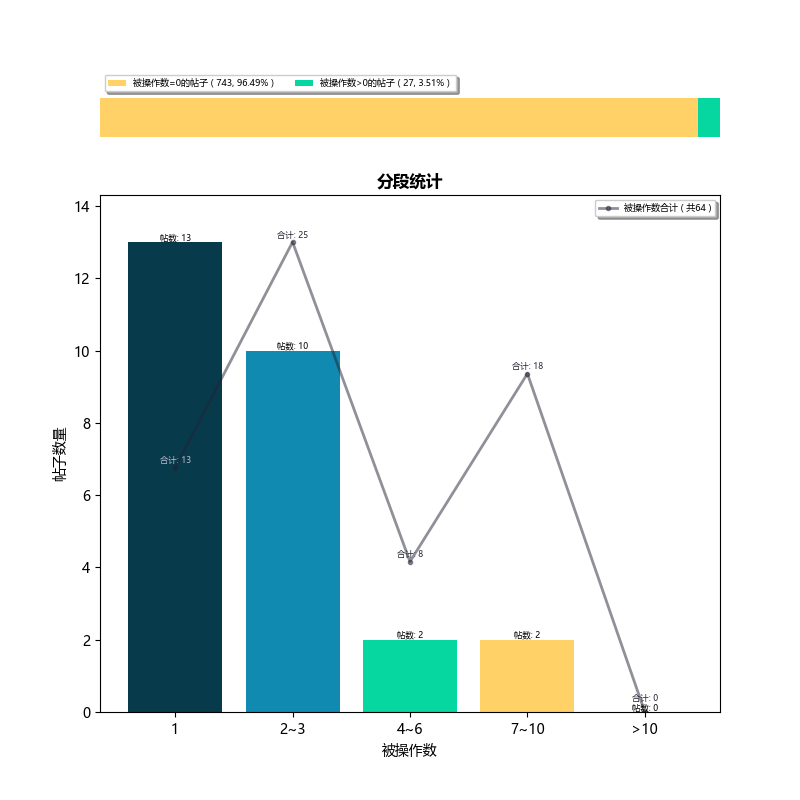 被操作数=0的帖子 ( 743, 96.49% ) 被操作数>0的帖子 ( 27, 3.51% )
分段统计
被操作数合计 ( 共64 )
14
12
10
8
6
4
2
0
帖子数量
帖数: 13
合计: 13
合计: 25
帖数: 10
合计: 8
帖数: 2
合计: 18
帖数: 2
合计: 0
帖数: 0
1 2~3 4~6 7~10 >10
被操作数